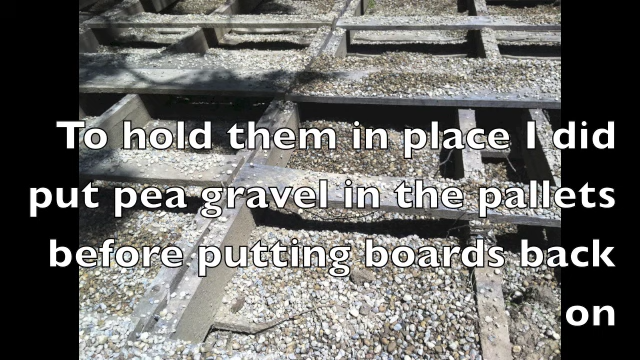 To hold them in place I did
put pea gravel in the pallets
before putting boards back
on